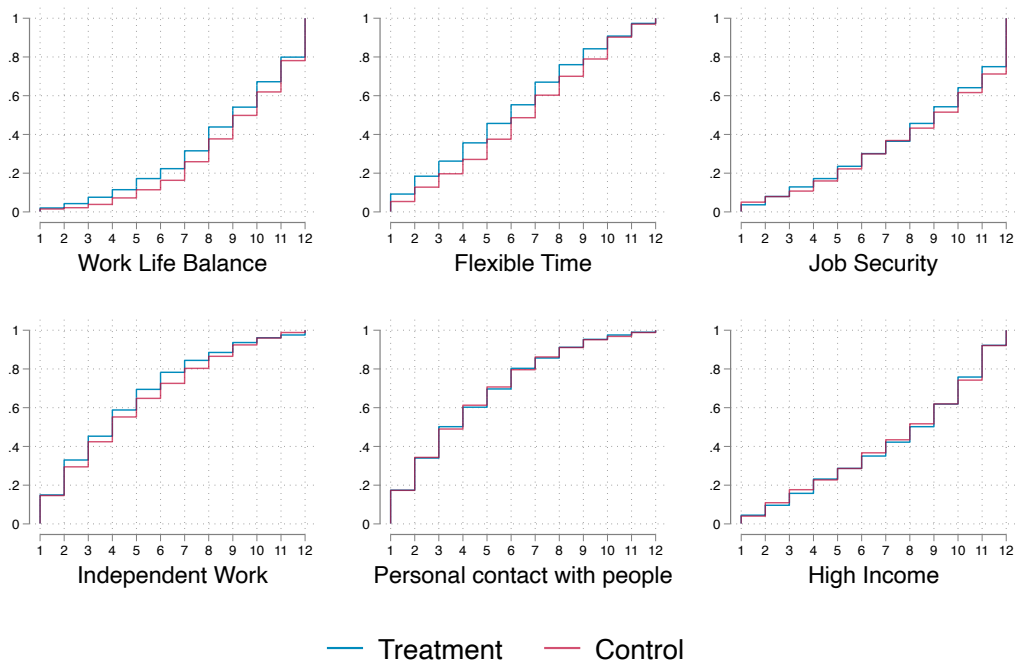 1
.8
.6
.4
.2
0
1 2 3 4 5 6 7 8 9 10 11 12
Work Life Balance
1
.8
.6
.4
.2
0
1 2 3 4 5 6 7 8 9 10 11 12
Flexible Time
1
.8
.6
.4
.2
0
1 2 3 4 5 6 7 8 9 10 11 12
Job Security
1
.8
.6
.4
.2
0
1 2 3 4 5 6 7 8 9 10 11 12
Independent Work
1
.8
.6
.4
.2
0
1 2 3 4 5 6 7 8 9 10 11 12
Personal contact with people
1
.8
.6
.4
.2
0
1 2 3 4 5 6 7 8 9 10 11 12
High Income
Treatment Control